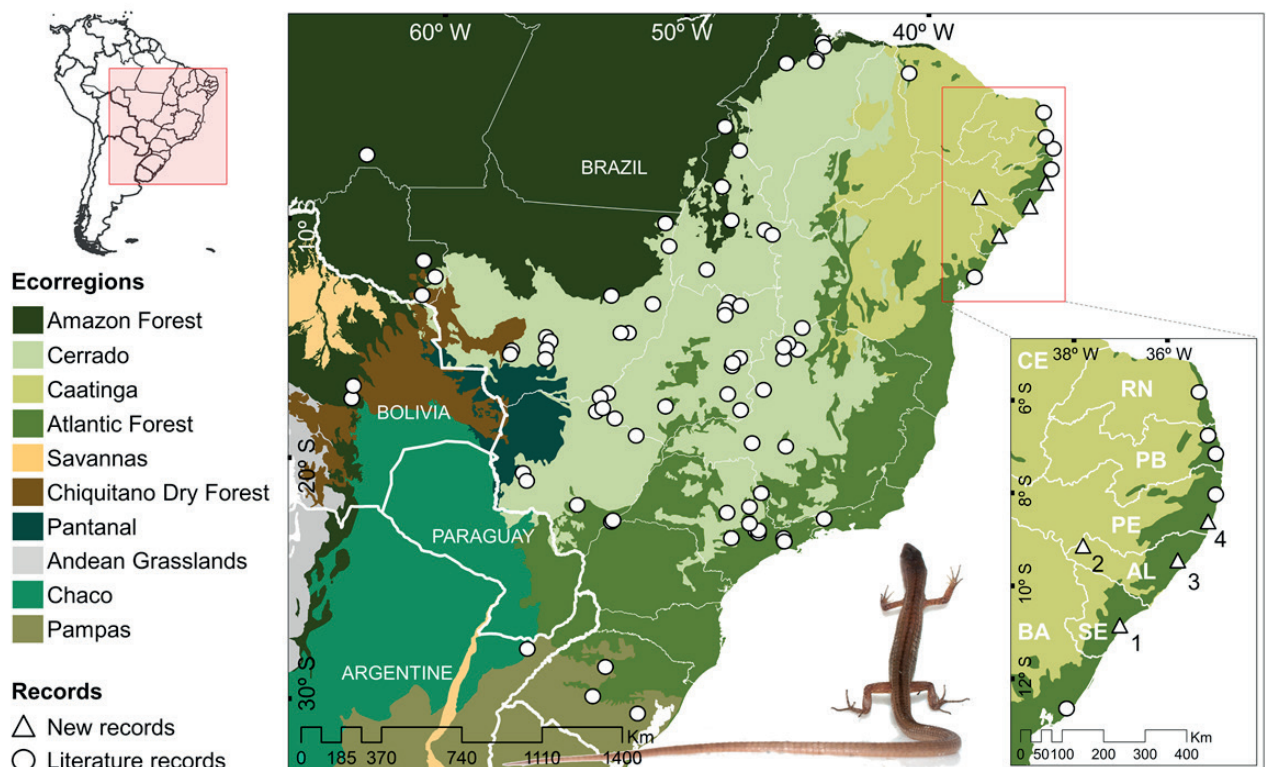 60º W
50º W
40º W
10º S
20º S
30º S
BRAZIL
BOLIVIA
PARAGUAY
ARGENTINE
Ecorregions
Amazon Forest
Cerrado
Caatinga
Atlantic Forest
Savannas
Chiquitano Dry Forest
Pantanal
Andean Grasslands
Chaco
Pampas
Records
New records
Literature records
Km
0 185 370 740 1110 1400
38º W
36º W
6º S
8º S
10º S
12º S
CE
RN
PB
PE
AL
SE
BA
4
2
3
1
Km
0 50 100 200 300 400